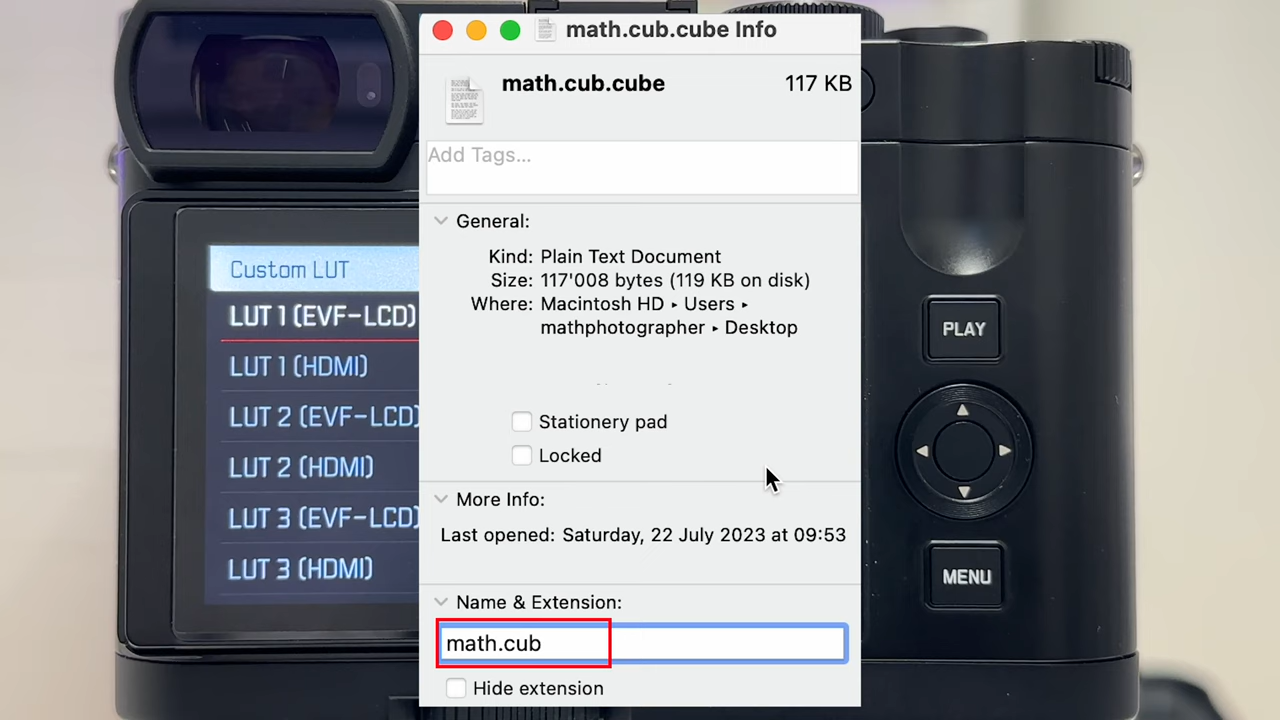 math.cub.cube Info
math.cub.cube 117 KB
Add Tags...
General:
Kind: Plain Text Document
Size: 117'008 bytes (119 KB on disk)
Where: Macintosh HD ▸ Users ▸
mathphotographer ▸ Desktop
Stationery pad
Locked
More Info:
Last opened: Saturday, 22 July 2023 at 09:53
Name & Extension:
math.cub
Hide extension
Custom LUT
LUT 1 (EVF-LCD)
LUT 1 (HDMI)
LUT 2 (EVF-LCD)
LUT 2 (HDMI)
LUT 3 (EVF-LCD)
LUT 3 (HDMI)
PLAY
MENU